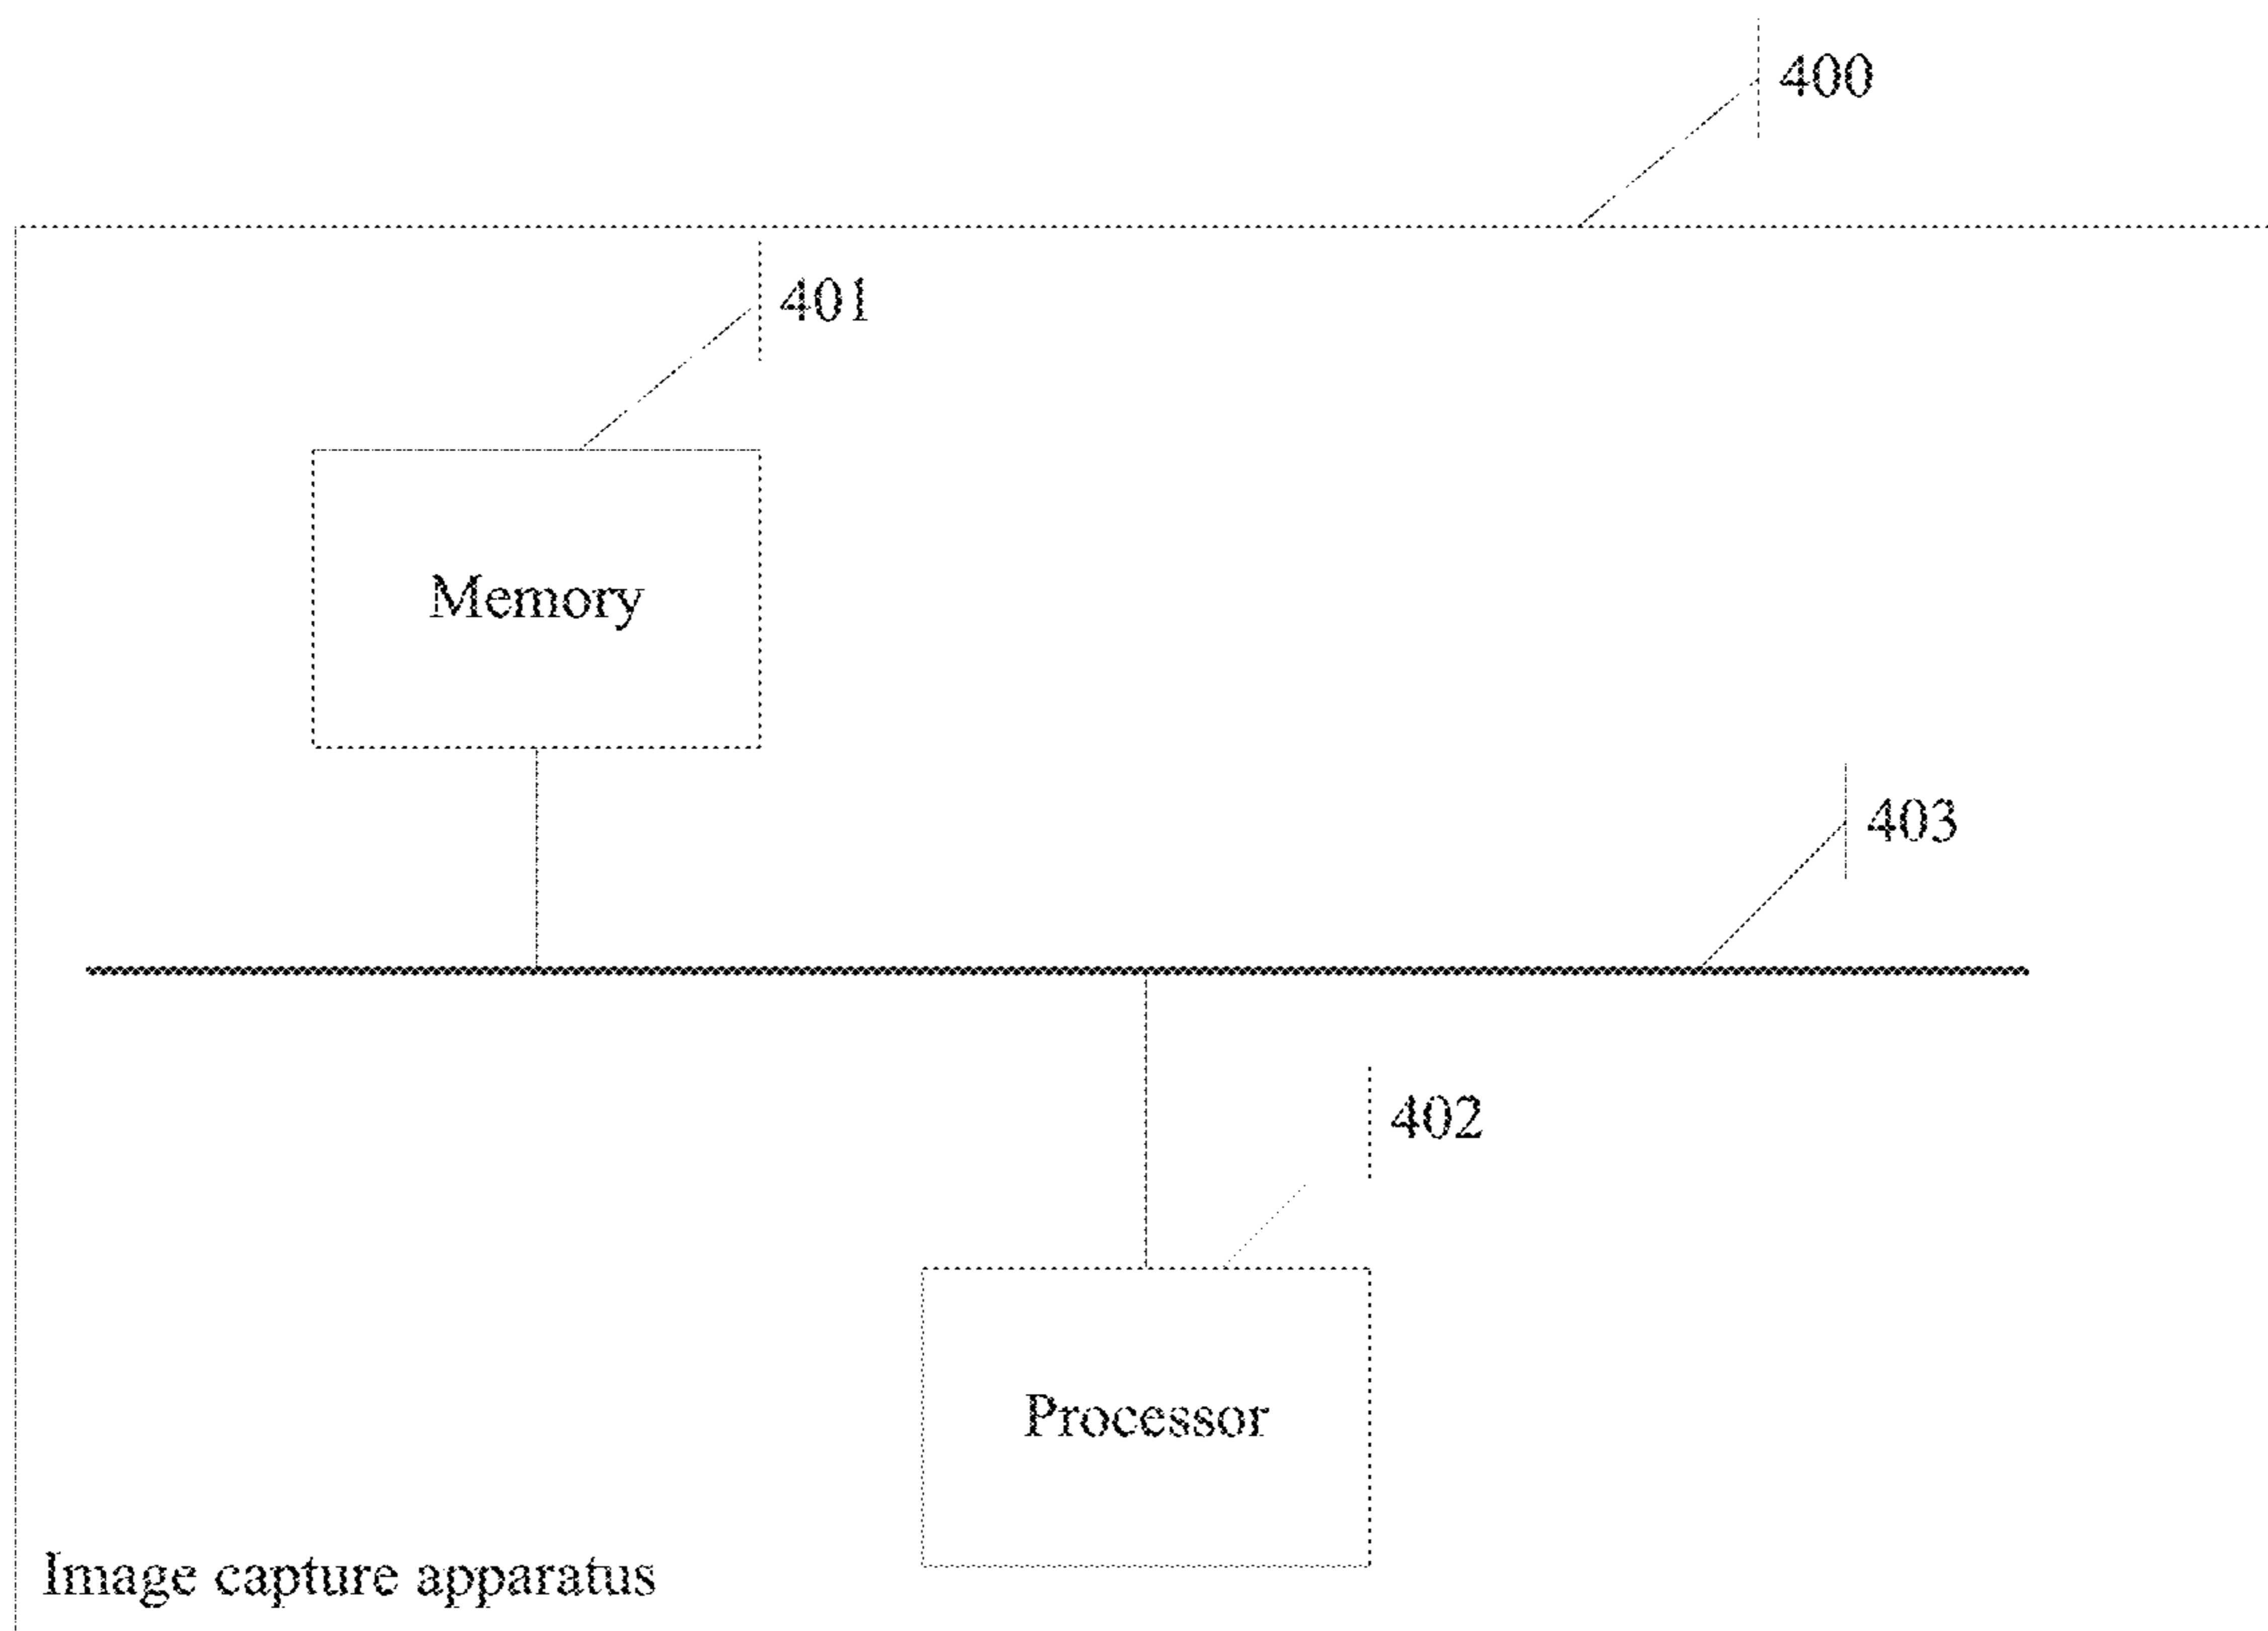 400
401
Memory
403
402
Processor
Image capture apparatus